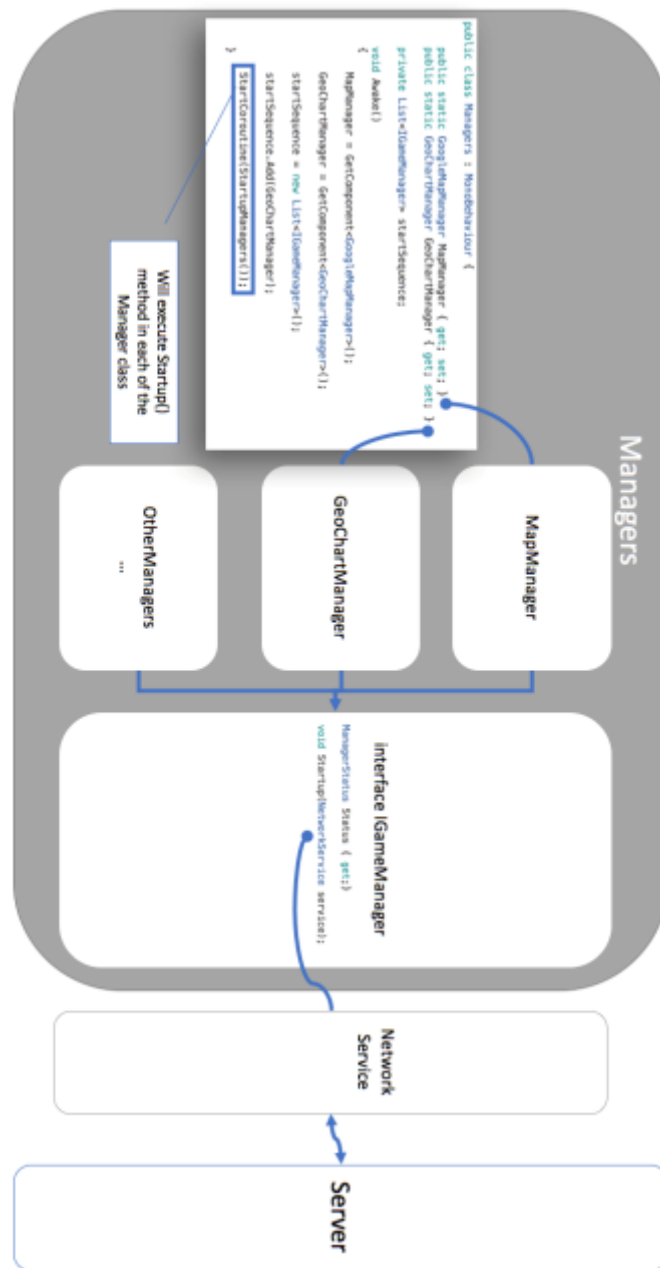 Managers
public class Managers : MonoBehaviour {
public static GoogleMapManager MapManager { get; set; }
public static GeoChartManager GeoChartManager { get; set; }
private List<IGameManager> startSequence;
void Awake()
{
MapManager = GetComponent<GoogleMapManager>();
GeoChartManager = GetComponent<GeoChartManager>();
startSequence = new List<IGameManager>();
startSequence.Add(GeoChartManager);
StartCoroutine(StartupManagers());
}
Will execute Startup()
method in each of the
Manager class
MapManager
GeoChartManager
OtherManagers
...
interface IGameManager
ManagerStatus Status { get;}
void Startup(NetworkService service);
Network
Service
Server